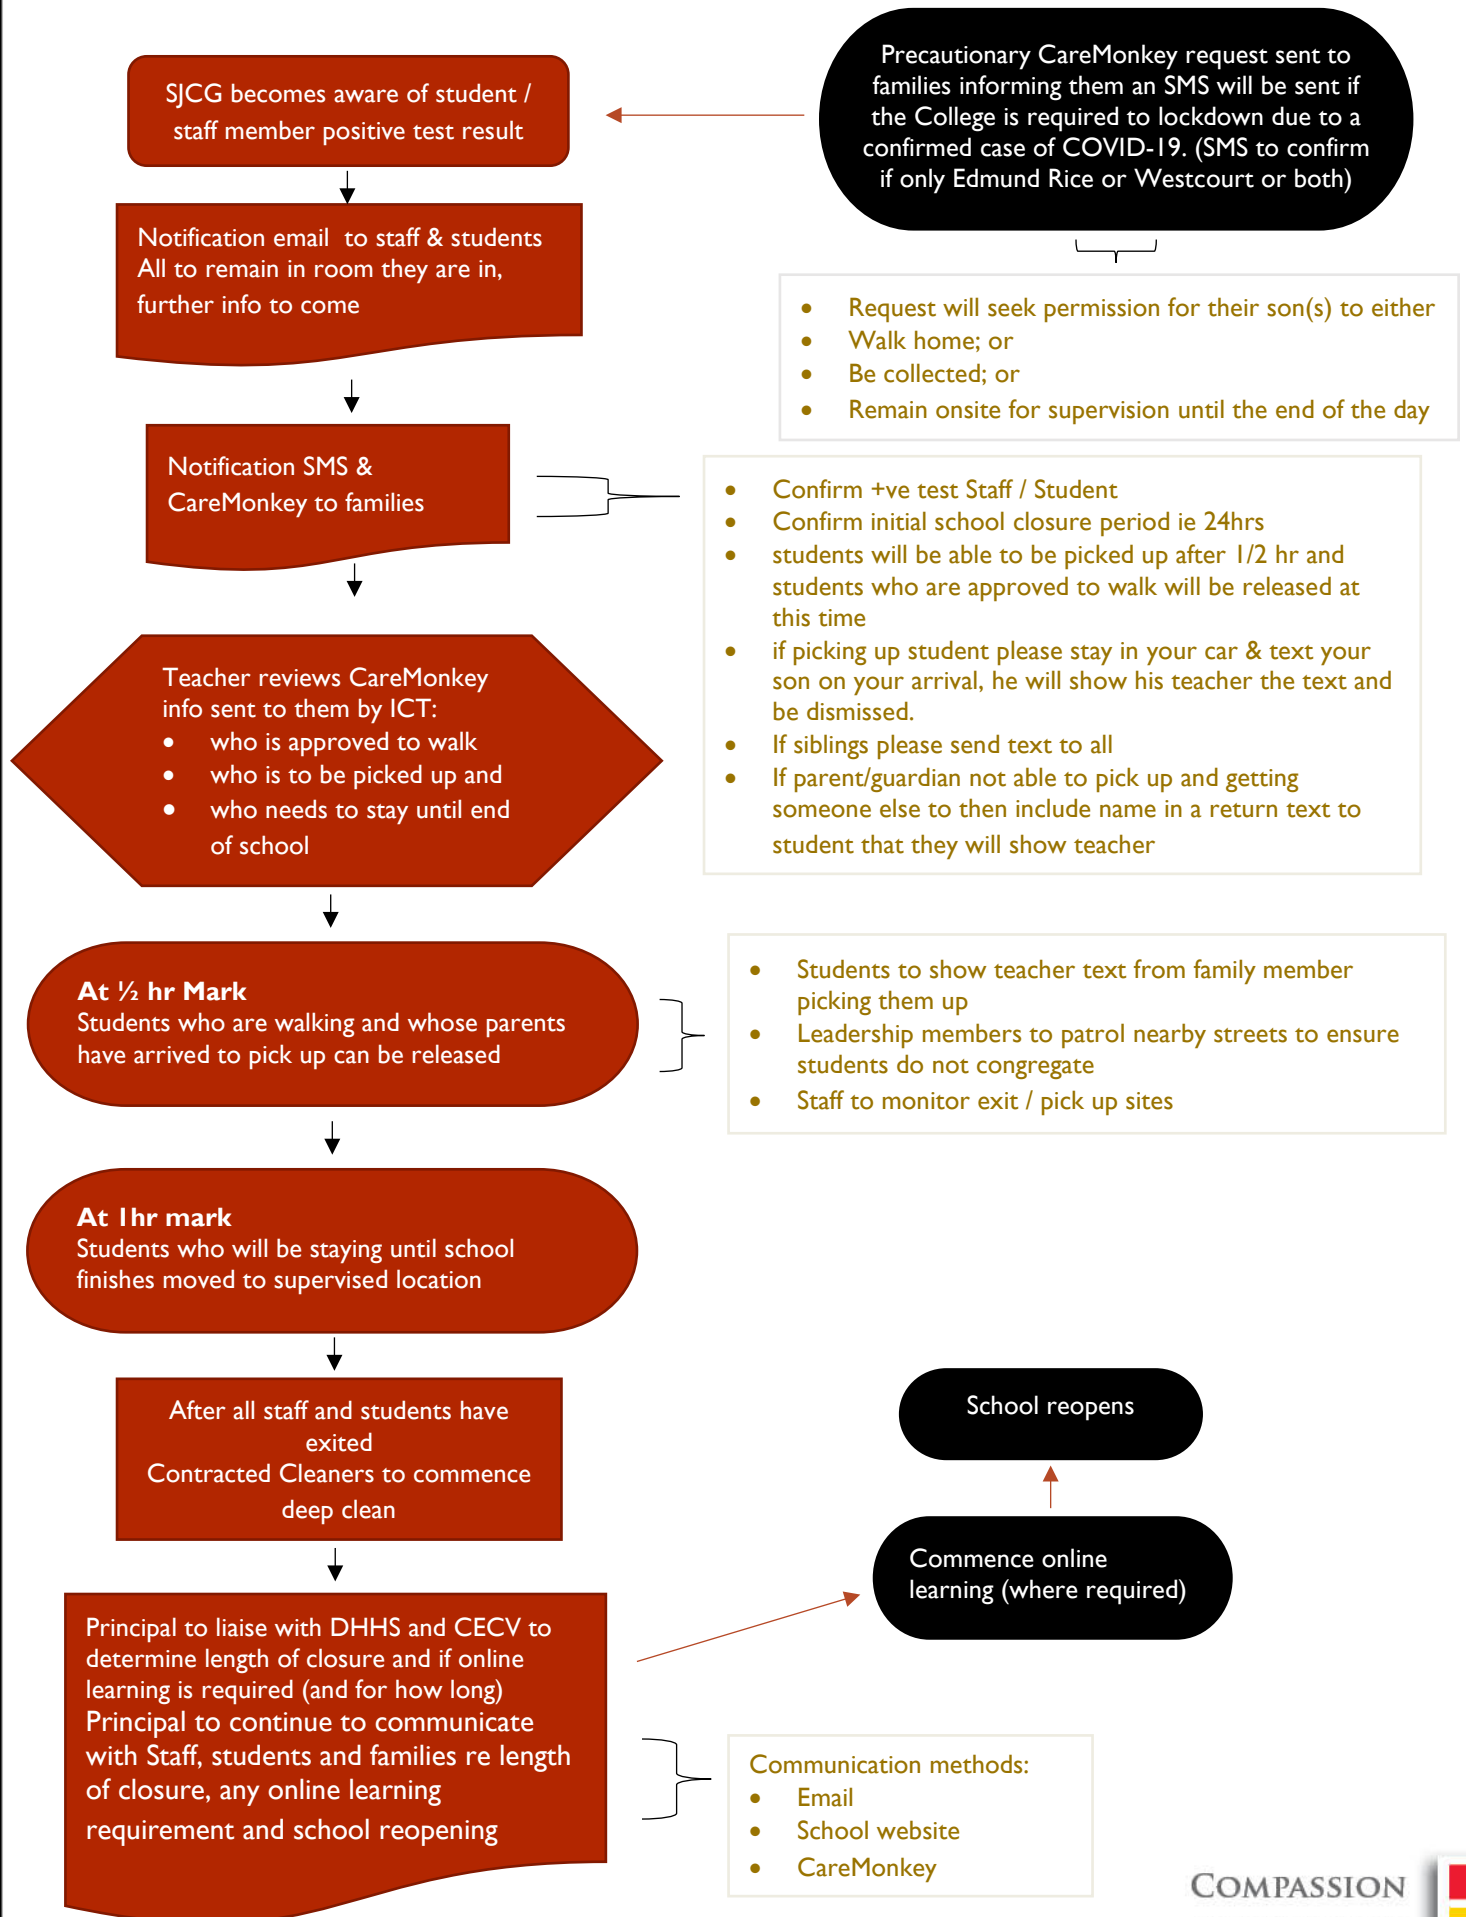 Precautionary CareMonkey request sent to
families informing them an SMS will be sent if
the College is required to lockdown due to a
confirmed case of COVID-19. (SMS to confirm
if only Edmund Rice or Westcourt or both)
SJCG becomes aware of student /
staff member positive test result
Notification email to staff & students
All to remain in room they are in,
further info to come
• Request will seek permission for their son(s) to either
• Walk home; or
• Be collected; or
• Remain onsite for supervision until the end of the day
Notification SMS &
CareMonkey to families
• Confirm +ve test Staff / Student
• Confirm initial school closure period ie 24hrs
• students will be able to be picked up after 1/2 hr and
students who are approved to walk will be released at
this time
• if picking up student please stay in your car & text your
son on your arrival, he will show his teacher the text and
be dismissed.
• If siblings please send text to all
• If parent/guardian not able to pick up and getting
someone else to then include name in a return text to
student that they will show teacher
Teacher reviews CareMonkey
info sent to them by ICT:
• who is approved to walk
• who is to be picked up and
• who needs to stay until end
of school
At ½ hr Mark
Students who are walking and whose parents
have arrived to pick up can be released
• Students to show teacher text from family member
picking them up
• Leadership members to patrol nearby streets to ensure
students do not congregate
• Staff to monitor exit / pick up sites
At 1hr mark
Students who will be staying until school
finishes moved to supervised location
After all staff and students have
exited
Contracted Cleaners to commence
deep clean
School reopens
Commence online
learning (where required)
Principal to liaise with DHHS and CECV to
determine length of closure and if online
learning is required (and for how long)
Principal to continue to communicate
with Staff, students and families re length
of closure, any online learning
requirement and school reopening
Communication methods:
• Email
• School website
• CareMonkey
COMPASSION